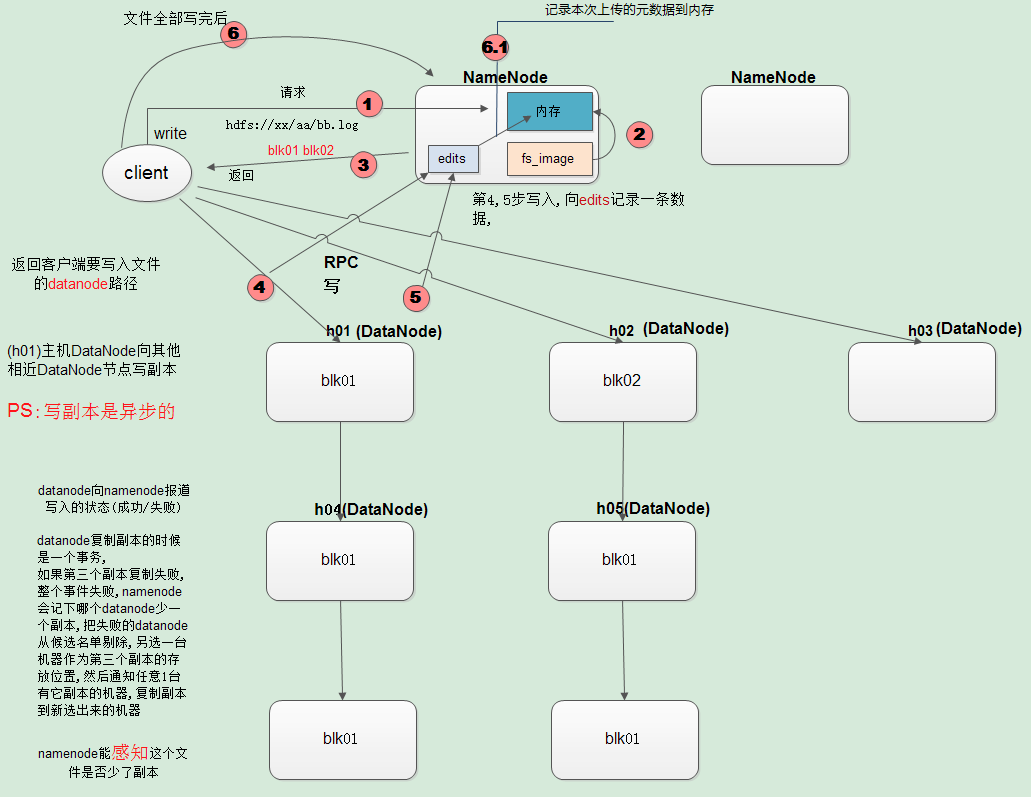 记录本次上传的元数据到内存
文件全部写完后
6
6.1
NameNode
NameNode
请求
1
内存
hdfs://xx/aa/bb.log
write
2
blk01 blk02
edits
fs_image
3
client
返回
第4,5步写入,向edits记录一条数
据,
返回客户端要写入文件
的datanode路径
RPC
写
4
5
h01 (DataNode)
h02 (DataNode)
h03 (DataNode)
(h01)主机DataNode向其他
相近DataNode节点写副本
blk01
blk02
PS:写副本是异步的
datanode向namenode报道
写入的状态(成功/失败)
h04(DataNode)
h05(DataNode)
datanode复制副本的时候
是一个事务,
如果第三个副本复制失败,
整个事件失败,namenode
会记下哪个datanode少一
个副本,把失败的datanode
从候选名单剔除,另选一台
机器作为第三个副本的存
放位置,然后通知任意1台
有它副本的机器,复制副本
到新选出来的机器
blk01
blk01
namenode能感知这个文
件是否少了副本
blk01
blk01